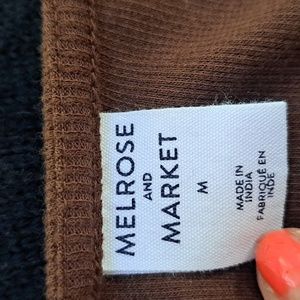 MELROSE
AND
MARKET
M
MADE IN
INDIA
FABRIQUÉ EN
INDE